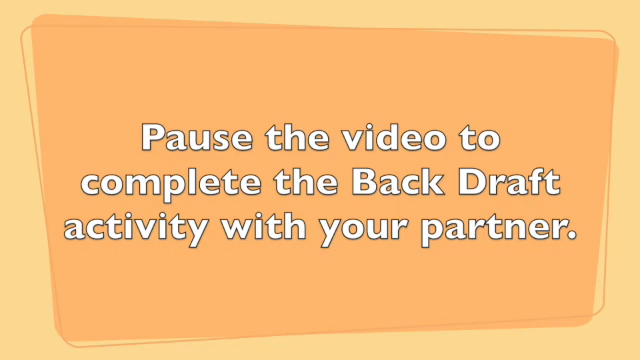 Pause the video to
complete the Back Draft
activity with your partner.